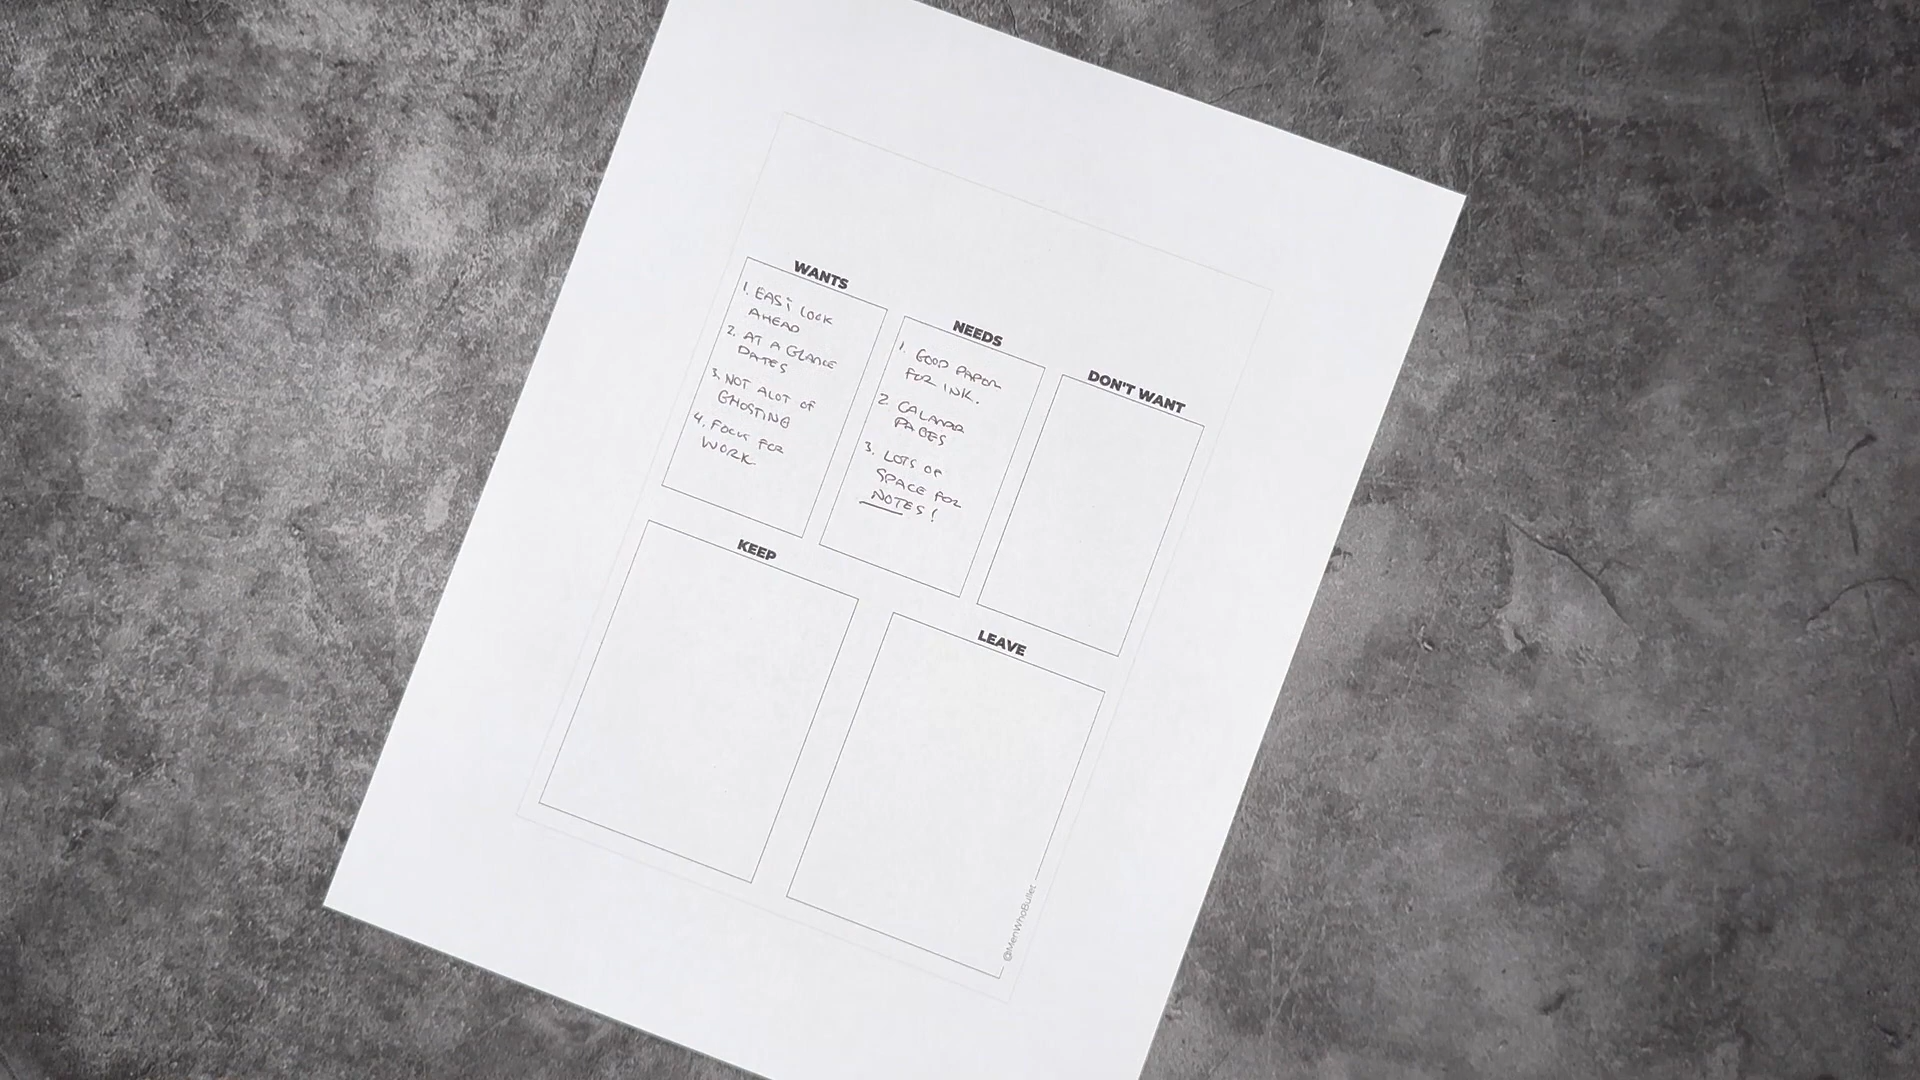 WANTS
1. EASY LOOK
AHEAD
2. AT A GLANCE
DATES
3. NOT ALOT OF
GHOSTING
4. FOCUS FOR
WORK.
NEEDS
1. GOOD PAPER
FOR INK.
2. CALANDR
PAGES
3. LOTS OF
SPACE FOR
NOTES!
DON'T WANT
KEEP
LEAVE
@MenWhoBullet